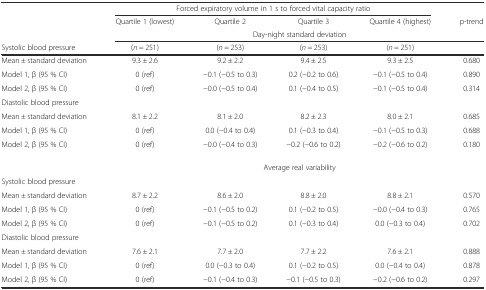 Forced expiratory volume in 1 s to forced vital capacity ratio
Quartile 1 (lowest) Quartile 2 Quartile 3 Quartile 4 (highest) p-trend
Day-night standard deviation
Systolic blood pressure (n = 251) (n = 253) (n = 253) (n = 251)
Mean ± standard deviation 9.3 ± 2.6 9.2 ± 2.2 9.4 ± 2.5 9.3 ± 2.5 0.680
Model 1, β (95 % CI) 0 (ref) −0.1 (−0.5 to 0.3) 0.2 (−0.2 to 0.6) −0.1 (−0.5 to 0.4) 0.890
Model 2, β (95 % CI) 0 (ref) −0.0 (−0.5 to 0.4) 0.1 (−0.4 to 0.5) −0.1 (−0.5 to 0.4) 0.314
Diastolic blood pressure
Mean ± standard deviation 8.1 ± 2.2 8.1 ± 2.0 8.2 ± 2.3 8.0 ± 2.1 0.685
Model 1, β (95 % CI) 0 (ref) 0.0 (−0.4 to 0.4) 0.1 (−0.3 to 0.4) −0.1 (−0.5 to 0.3) 0.688
Model 2, β (95 % CI) 0 (ref) −0.0 (−0.4 to 0.3) −0.2 (−0.6 to 0.2) −0.2 (−0.6 to 0.2) 0.180
Average real variability
Systolic blood pressure
Mean ± standard deviation 8.7 ± 2.2 8.6 ± 2.0 8.8 ± 2.0 8.8 ± 2.1 0.570
Model 1, β (95 % CI) 0 (ref) −0.1 (−0.5 to 0.2) 0.1 (−0.2 to 0.5) −0.0 (−0.4 to 0.3) 0.765
Model 2, β (95 % CI) 0 (ref) −0.1 (−0.5 to 0.2) 0.1 (−0.3 to 0.4) 0.0 (−0.3 to 0.4) 0.702
Diastolic blood pressure
Mean ± standard deviation 7.6 ± 2.1 7.7 ± 2.0 7.7 ± 2.2 7.6 ± 2.1 0.888
Model 1, β (95 % CI) 0 (ref) 0.0 (−0.3 to 0.4) 0.1 (−0.2 to 0.5) 0.0 (−0.4 to 0.4) 0.878
Model 2, β (95 % CI) 0 (ref) −0.1 (−0.4 to 0.3) −0.1 (−0.5 to 0.3) −0.2 (−0.6 to 0.2) 0.297